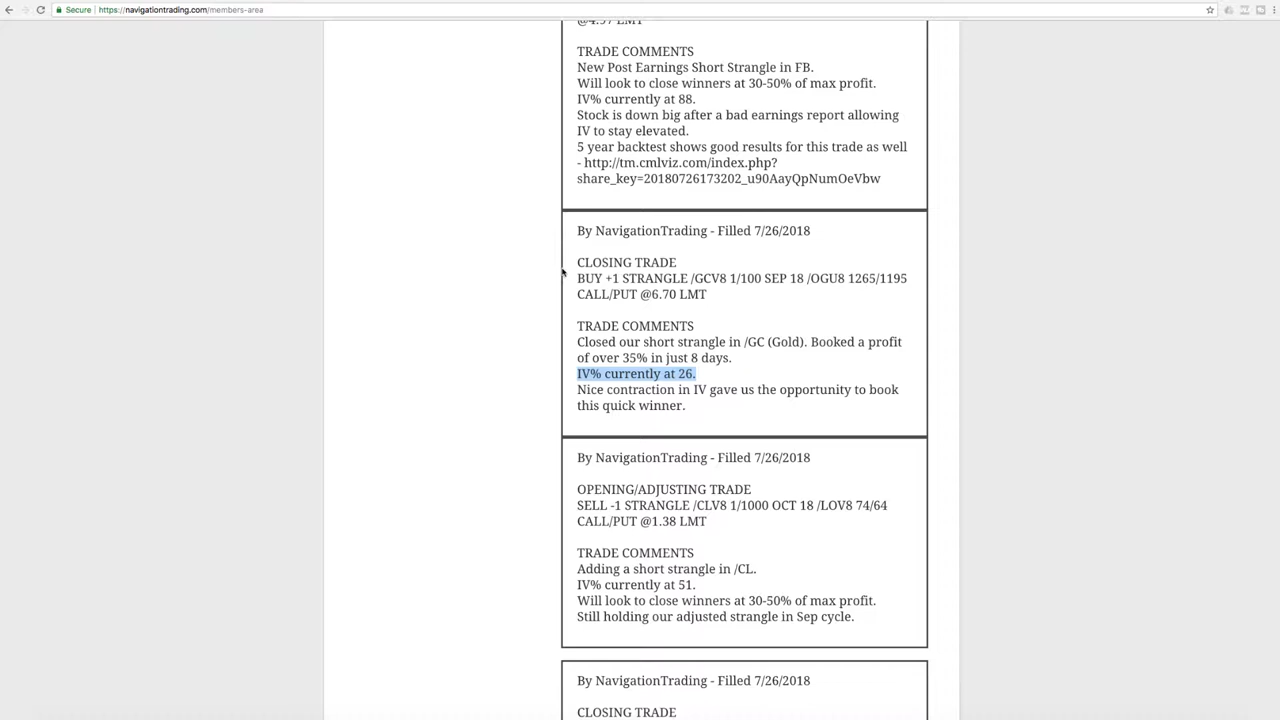 Secure
https://navigationtrading.com/members-area
@4.57 LMT
TRADE COMMENTS
New Post Earnings Short Strangle in FB.
Will look to close winners at 30-50% of max profit.
IV% currently at 88.
Stock is down big after a bad earnings report allowing
IV to stay elevated.
5 year backtest shows good results for this trade as well
- http://tm.cmlviz.com/index.php?
share_key=20180726173202_u90AayQpNumOeVbw
By NavigationTrading - Filled 7/26/2018
CLOSING TRADE
BUY +1 STRANGLE /GCV8 1/100 SEP 18 /OGU8 1265/1195
CALL/PUT @6.70 LMT
TRADE COMMENTS
Closed our short strangle in /GC (Gold). Booked a profit
of over 35% in just 8 days.
IV% currently at 26.
Nice contraction in IV gave us the opportunity to book
this quick winner.
By NavigationTrading - Filled 7/26/2018
OPENING/ADJUSTING TRADE
SELL -1 STRANGLE /CLV8 1/1000 OCT 18 /LOV8 74/64
CALL/PUT @1.38 LMT
TRADE COMMENTS
Adding a short strangle in /CL.
IV% currently at 51.
Will look to close winners at 30-50% of max profit.
Still holding our adjusted strangle in Sep cycle.
By NavigationTrading - Filled 7/26/2018
CLOSING TRADE